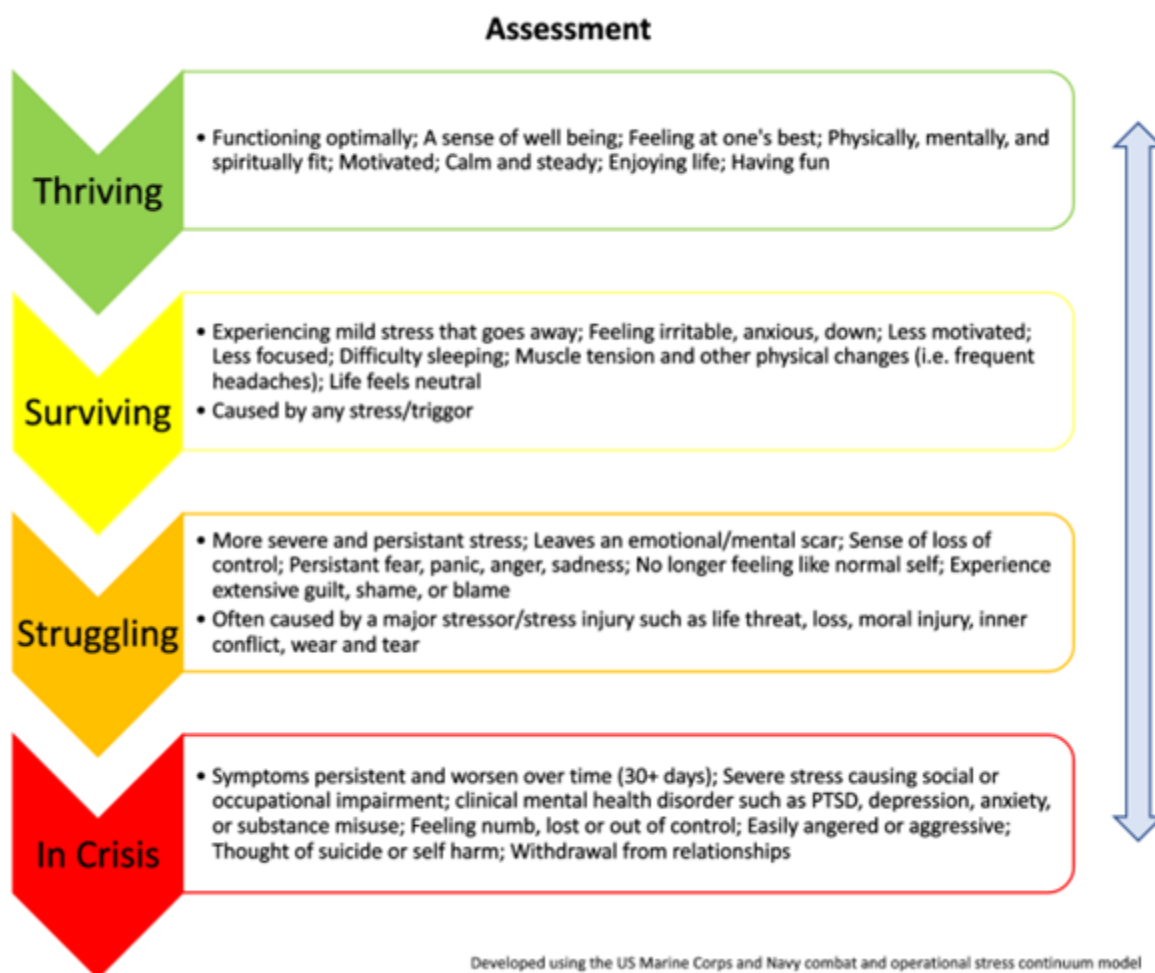 Assessment
Thriving
• Functioning optimally; A sense of well being; Feeling at one's best; Physically, mentally, and
spiritually fit; Motivated; Calm and steady; Enjoying life; Having fun
Surviving
• Experiencing mild stress that goes away; Feeling irritable, anxious, down; Less motivated;
Less focused; Difficulty sleeping; Muscle tension and other physical changes (i.e. frequent
headaches); Life feels neutral
• Caused by any stress/triggor
Struggling
• More severe and persistant stress; Leaves an emotional/mental scar; Sense of loss of
control; Persistant fear, panic, anger, sadness; No longer feeling like normal self; Experience
extensive guilt, shame, or blame
• Often caused by a major stressor/stress injury such as life threat, loss, moral injury, inner
conflict, wear and tear
In Crisis
• Symptoms persistent and worsen over time (30+ days); Severe stress causing social or
occupational impairment; clinical mental health disorder such as PTSD, depression, anxiety,
or substance misuse; Feeling numb, lost or out of control; Easily angered or aggressive;
Thought of suicide or self harm; Withdrawal from relationships
Developed using the US Marine Corps and Navy combat and operational stress continuum model